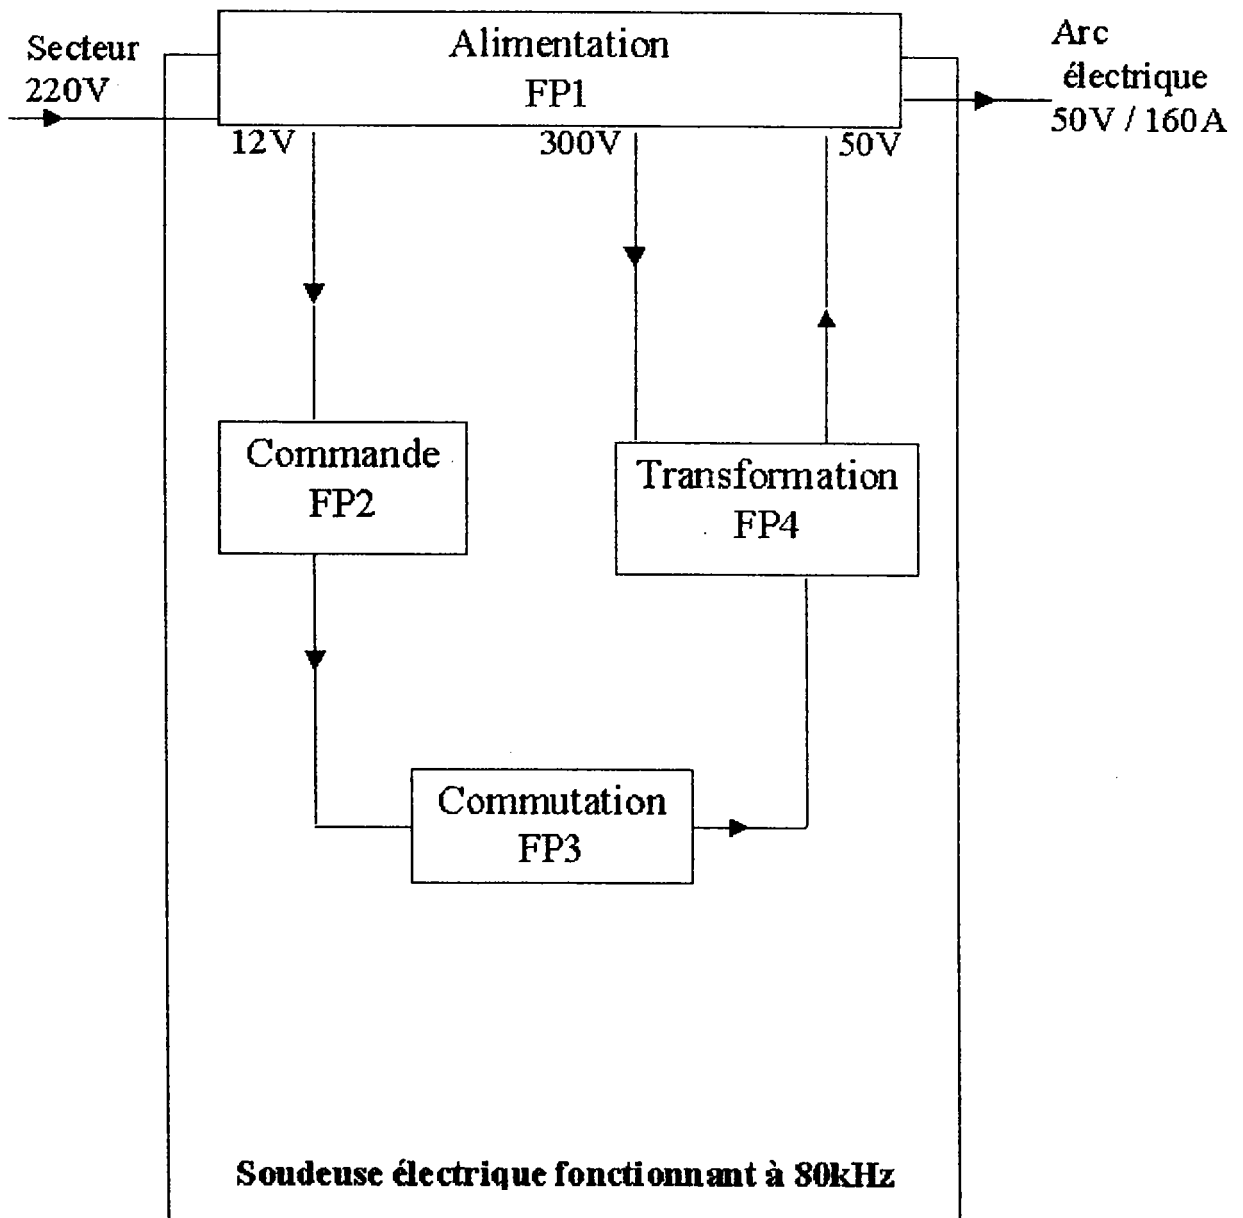 Secteur
220V
Alimentation
FP1
Arc
électrique
50V / 160A
12V
300V
50V
Commande
FP2
Transformation
FP4
Commutation
FP3
Soudeuse électrique fonctionnant à 80kHz